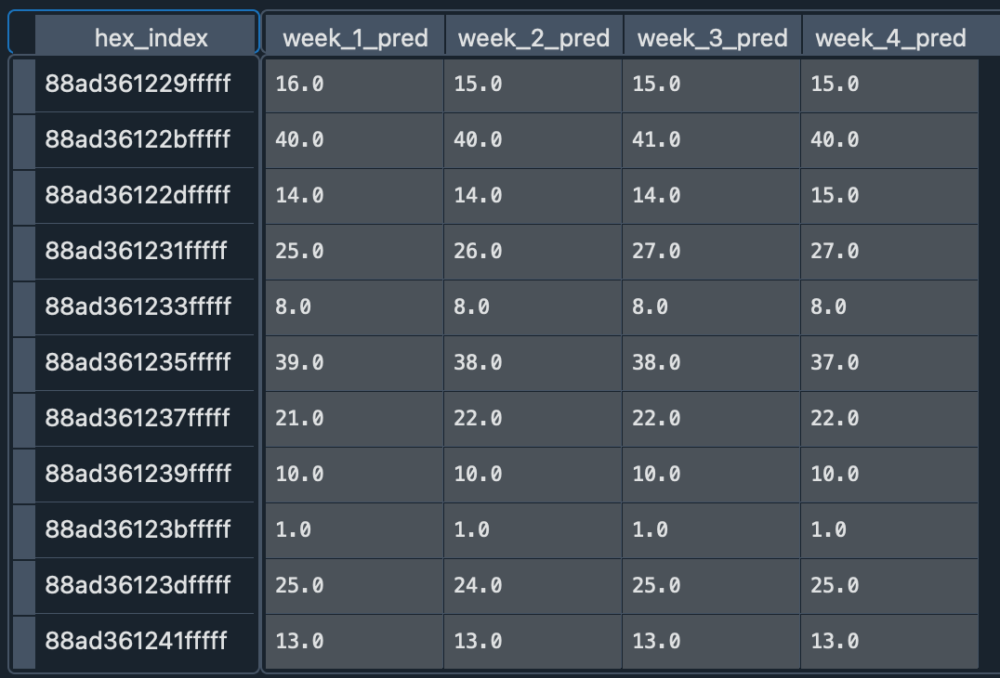 hex_index week_1_pred week_2_pred week_3_pred week_4_pred
88ad361229fffff 16.0 15.0 15.0 15.0
88ad36122bfffff 40.0 40.0 41.0 40.0
88ad36122dfffff 14.0 14.0 14.0 15.0
88ad361231fffff 25.0 26.0 27.0 27.0
88ad361233fffff 8.0 8.0 8.0 8.0
88ad361235fffff 39.0 38.0 38.0 37.0
88ad361237fffff 21.0 22.0 22.0 22.0
88ad361239fffff 10.0 10.0 10.0 10.0
88ad36123bfffff 1.0 1.0 1.0 1.0
88ad36123dfffff 25.0 24.0 25.0 25.0
88ad361241fffff 13.0 13.0 13.0 13.0